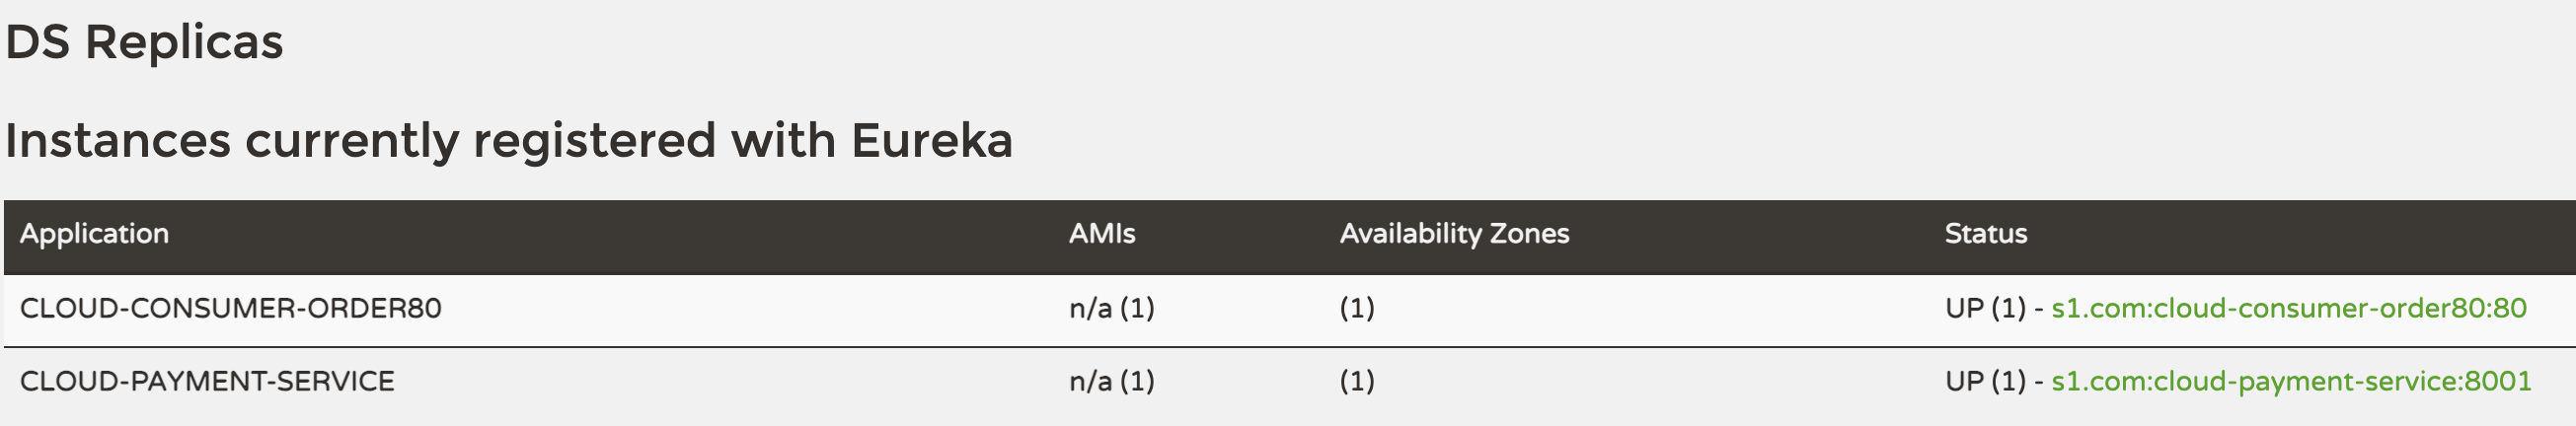 DS Replicas
Instances currently registered with Eureka
Application AMIs Availability Zones Status
CLOUD-CONSUMER-ORDER80 n/a (1) (1) UP (1) - s1.com:cloud-consumer-order80:80
CLOUD-PAYMENT-SERVICE n/a (1) (1) UP (1) - s1.com:cloud-payment-service:8001